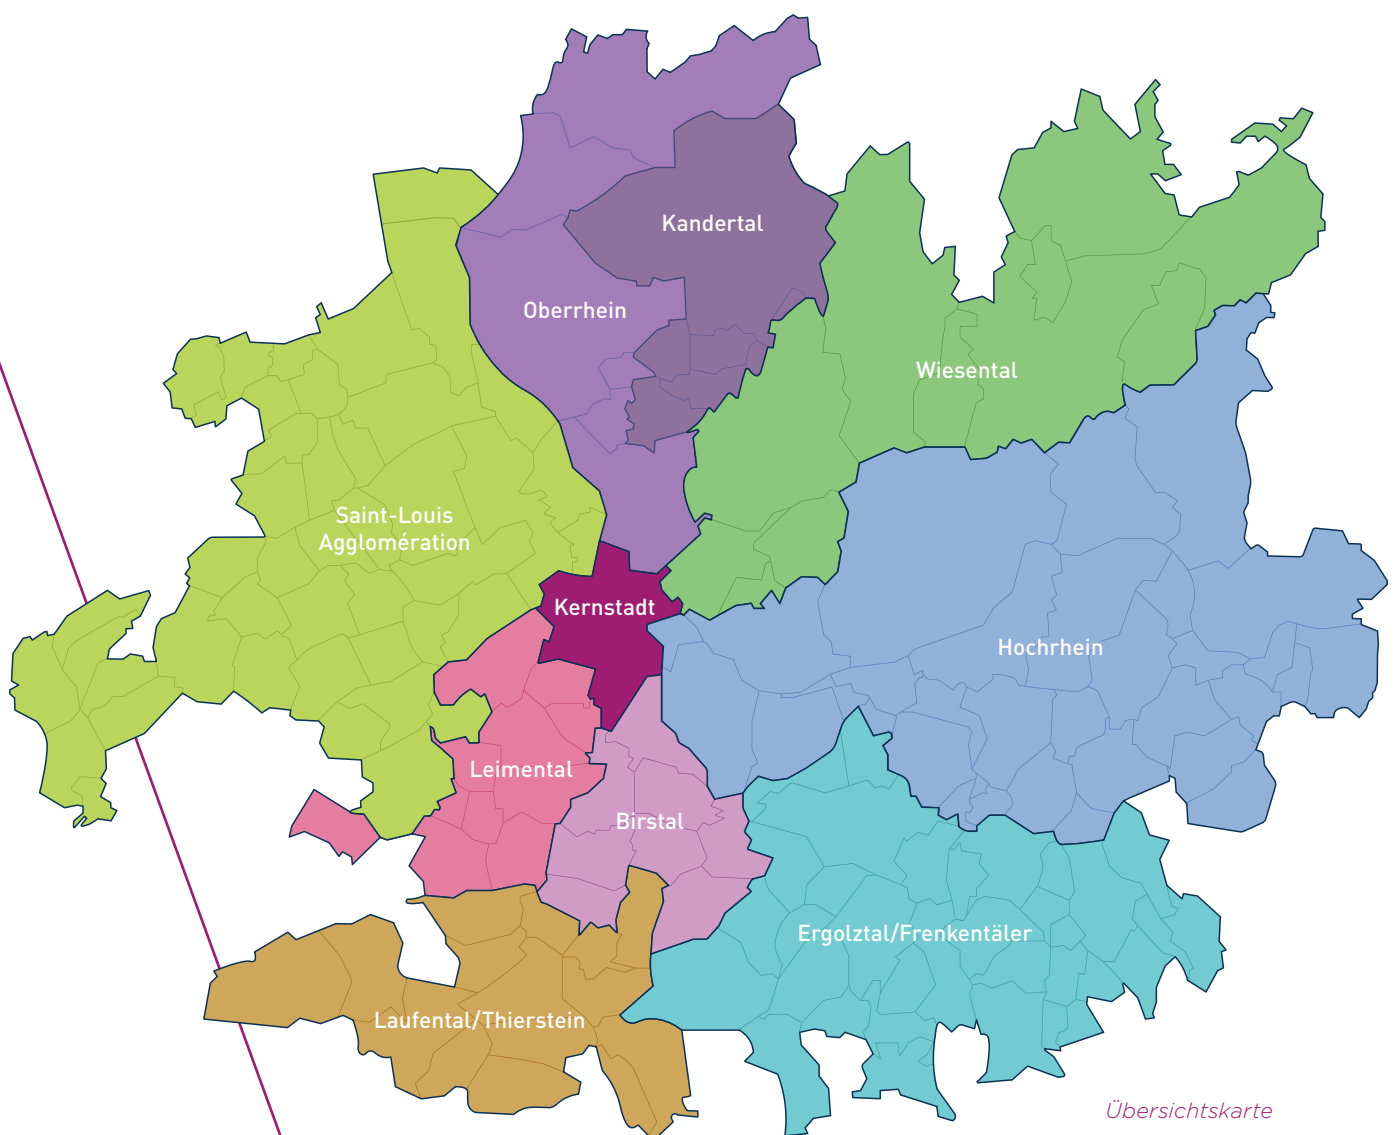 Kandertal
Oberrhein
Wiesental
Saint-Louis
Agglomération
Kernstadt
Hochrhein
Leimental
Birstal
Ergolztal/Frenkentäler
Laufental/Thierstein
Übersichtskarte